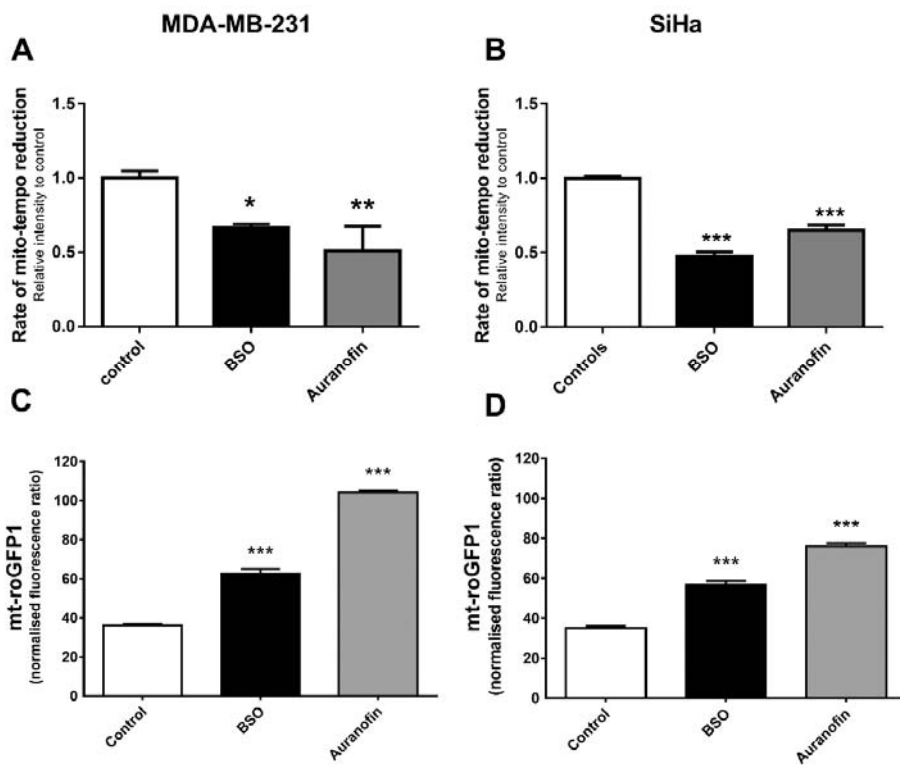 MDA-MB-231
SiHa
A
Rate of mito-tempo reduction
Relative intensity to control
1.5
1.0
0.5
0.0
*
**
control
BSO
Auranofin
B
Rate of mito-tempo reduction
Relative intensity to control
1.5
1.0
0.5
0.0
***
***
Controls
BSO
Auranofin
C
mt-roGFP1
(normalised fluorescence ratio)
120
100
80
60
40
20
0
***
***
Control
BSO
Auranofin
D
mt-roGFP1
(normalised fluorescence ratio)
120
100
80
60
40
20
0
***
***
Control
BSO
Auranofin